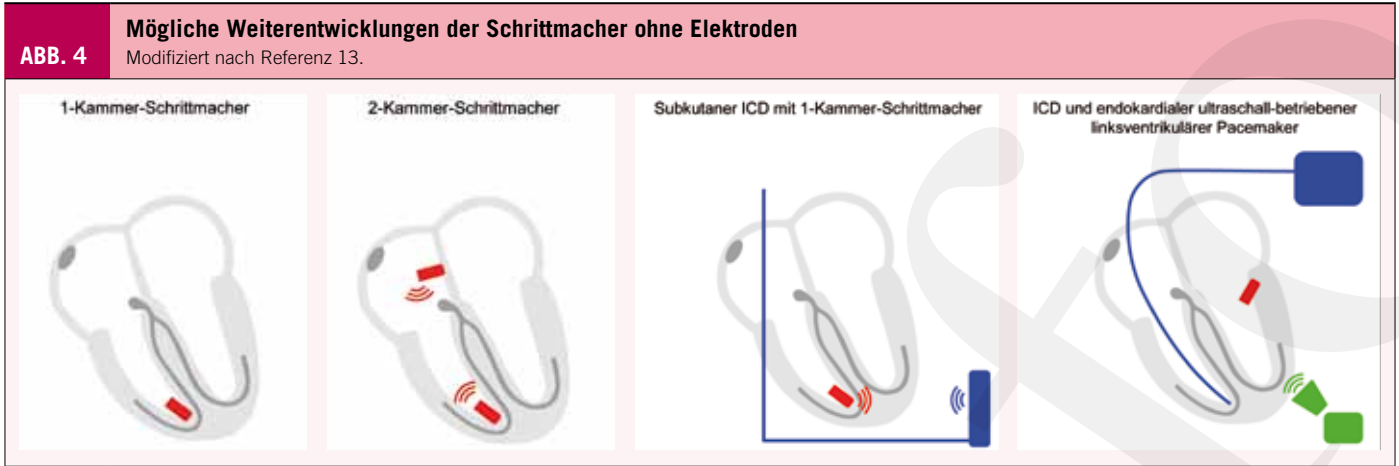 ABB. 4
Mögliche Weiterentwicklungen der Schrittmacher ohne Elektroden
Modifiziert nach Referenz 13.
1-Kammer-Schrittmacher
2-Kammer-Schrittmacher
Subkutaner ICD mit 1-Kammer-Schrittmacher
ICD und endokardialer ultraschall-betriebener
linksventrikulärer Pacemaker